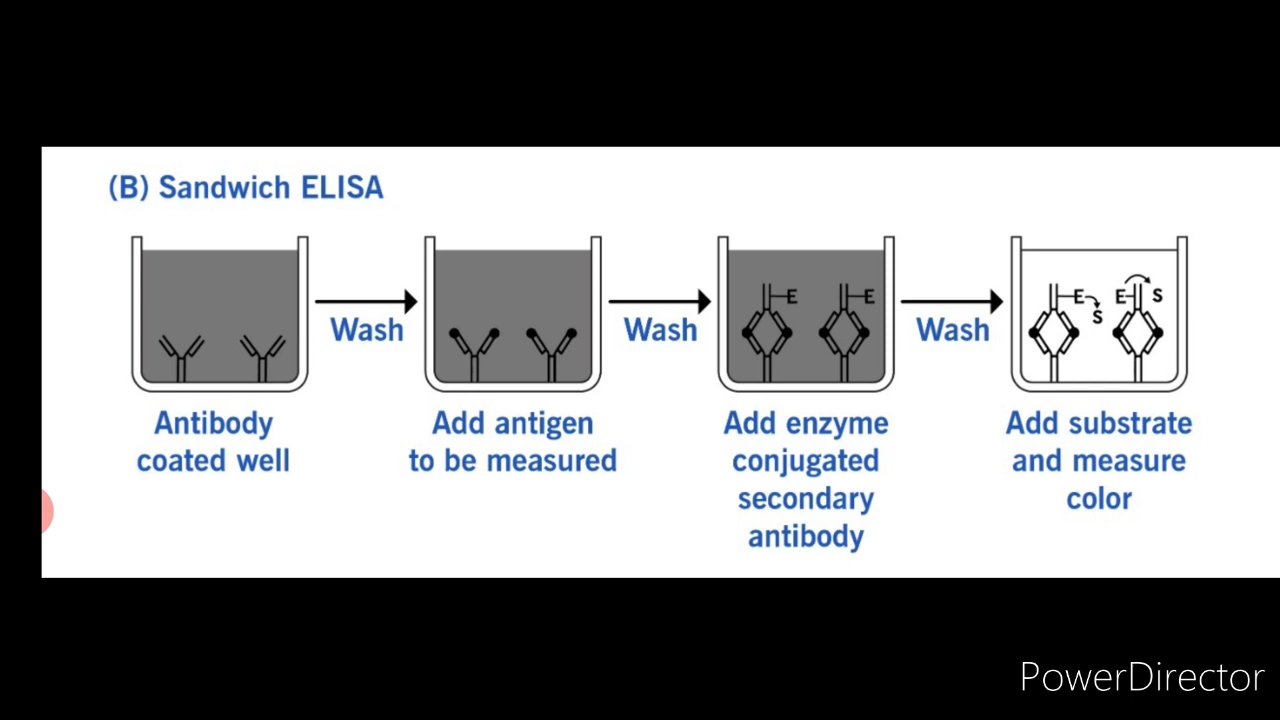 (B) Sandwich ELISA
E E E S E S
Wash Wash Wash
Antibody
coated well
Add antigen
to be measured
Add enzyme
conjugated
secondary
antibody
Add substrate
and measure
color
PowerDirector